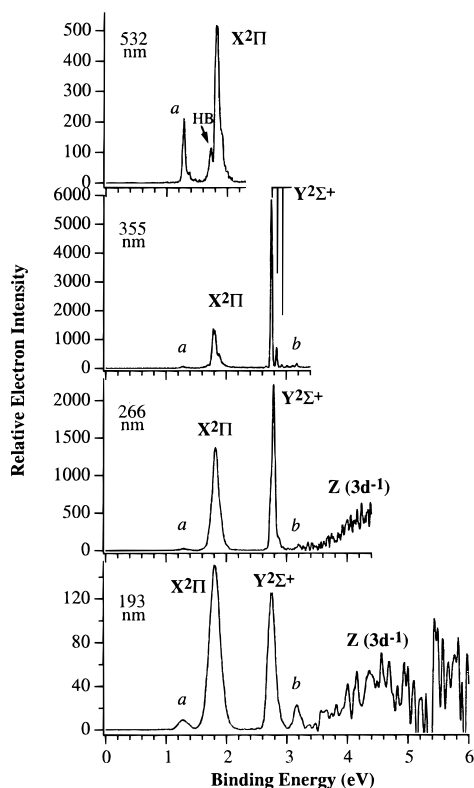 532
nm
X²Π
a
HB
500
400
300
200
100
0
355
nm
Y²Σ+
X²Π
a
b
6000
5000
4000
3000
2000
1000
0
266
nm
Y²Σ+
X²Π
Z (3d⁻¹)
a
b
2000
1500
1000
500
0
193
nm
X²Π
Y²Σ+
Z (3d⁻¹)
a
b
120
80
40
0
0 1 2 3 4 5 6
Binding Energy (eV)
Relative Electron Intensity